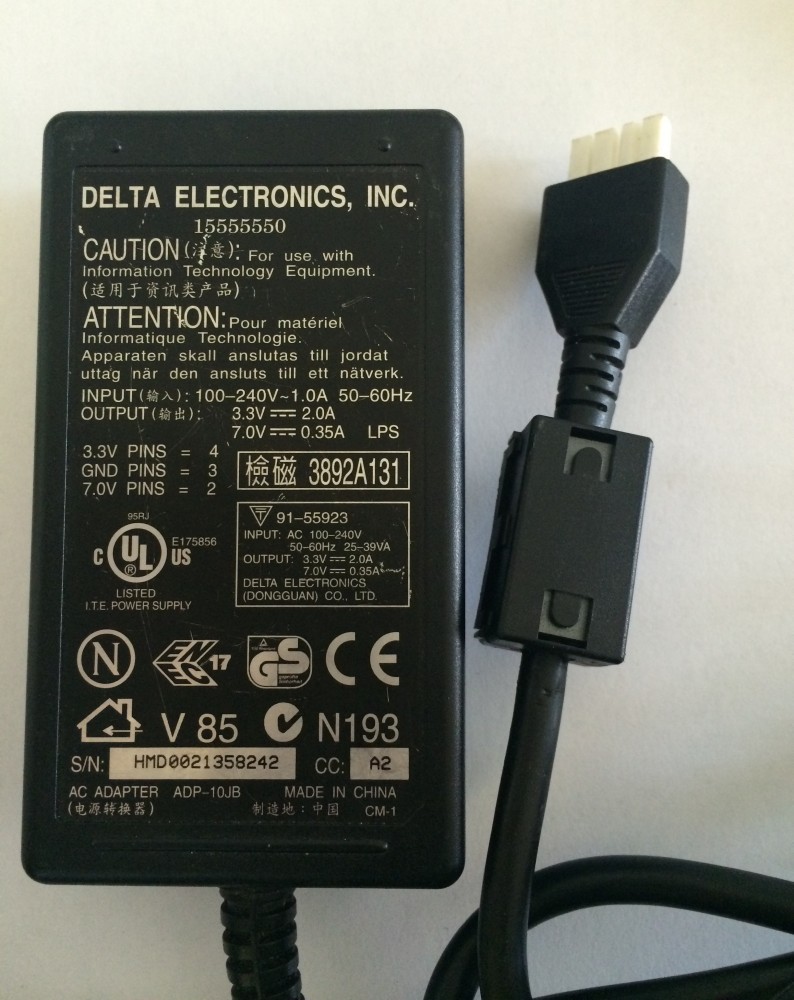 DELTA ELECTRONICS, INC.
15555550
CAUTION (注意): For use with
Information Technology Equipment.
(适用于资讯类产品)
ATTENTION: Pour matériel
Informatique Technologie.
Apparaten skall anslutas till jordat
uttag när den ansluts till ett nätverk.
INPUT (输入): 100-240V~1.0A 50-60Hz
OUTPUT (输出): 3.3V ⎓ 2.0A
7.0V ⎓ 0.35A LPS
3.3V PINS = 4
GND PINS = 3
7.0V PINS = 2
檢磁 3892A131
95RJ
C UL US E175856
®
LISTED
I.T.E. POWER SUPPLY
T 91-55923
INPUT: AC 100-240V
50-60Hz 25-39VA
OUTPUT: 3.3V ⎓ 2.0A
7.0V ⎓ 0.35A
DELTA ELECTRONICS
(DONGGUAN) CO., LTD.
N 17 GS CE
V 85 N193
S/N: HMD0021358242 CC: A2
AC ADAPTER ADP-10JB MADE IN CHINA
(电源转换器) 制造地：中国 CM-1